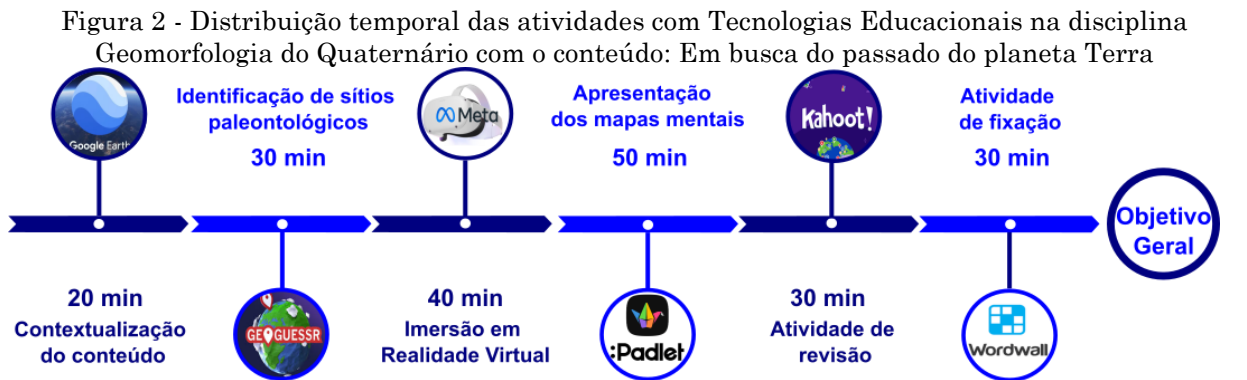 Figura 2 - Distribuição temporal das atividades com Tecnologias Educacionais na disciplina
Geomorfologia do Quaternário com o conteúdo: Em busca do passado do planeta Terra
Google Earth
20 min
Contextualização
do conteúdo
Identificação de sítios
paleontológicos
30 min
GEOGUESSR
Meta
40 min
Imersão em
Realidade Virtual
Apresentação
dos mapas mentais
50 min
:Padlet
Kahoot!
30 min
Atividade de
revisão
Atividade
de fixação
30 min
Wordwall
Objetivo
Geral